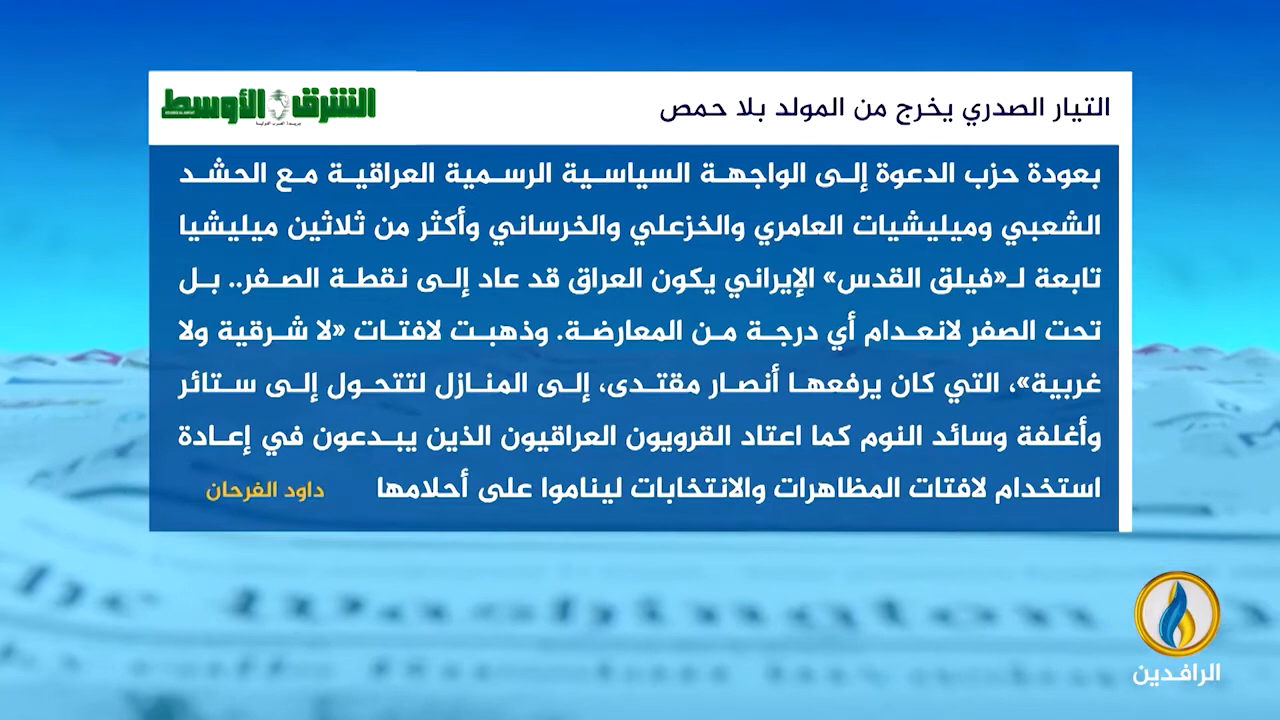 التيار الصدري يخرج من المولد بلا حمص
الشرق الأوسط
بعودة حزب الدعوة إلى الواجهة السياسية الرسمية العراقية مع الحشد
الشعبي وميليشيات العامري والخزعلي والخرساني وأكثر من ثلاثين ميليشيا
تابعة لـ«فيلق القدس» الإيراني يكون العراق قد عاد إلى نقطة الصفر.. بل
تحت الصفر لانعدام أي درجة من المعارضة. وذهبت لافتات «لا شرقية ولا
غربية»، التي كان يرفعها أنصار مقتدى، إلى المنازل لتتحول إلى ستائر
وأغلفة وسائد النوم كما اعتاد القرويون العراقيون الذين يبدعون في إعادة
استخدام لافتات المظاهرات والانتخابات ليناموا على أحلامها
داود الفرحان
الرافدين